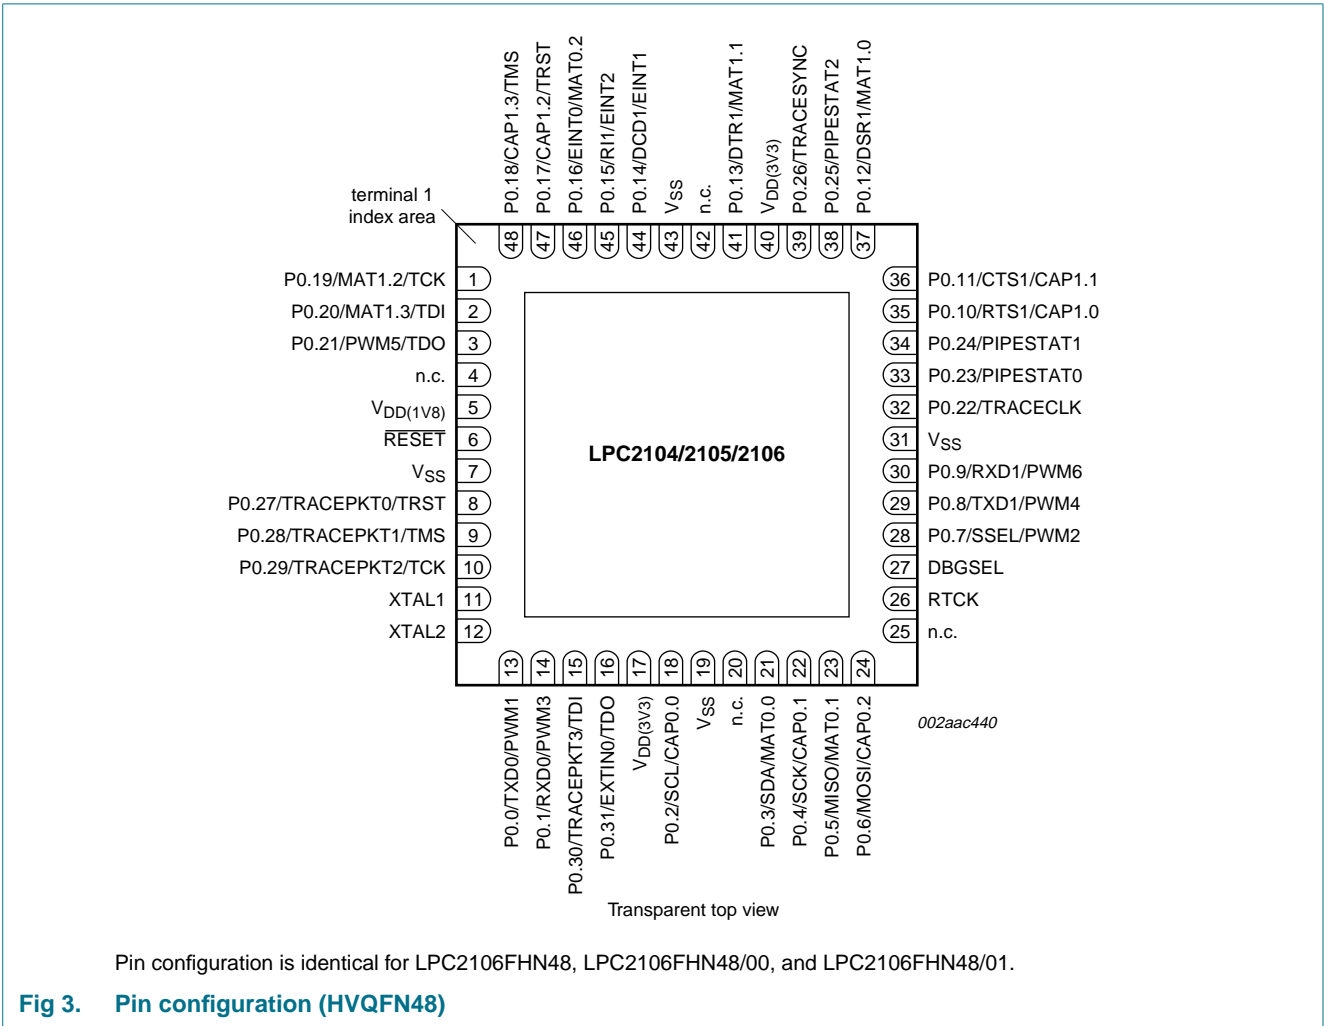 P0.18/CAP1.3/TMS
P0.17/CAP1.2/TRST
P0.16/EINT0/MAT0.2
P0.15/RI1/EINT2
P0.14/DCD1/EINT1
VSS
n.c.
P0.13/DTR1/MAT1.1
VDD(3V3)
P0.26/TRACESYNC
P0.25/PIPESTAT2
P0.12/DSR1/MAT1.0
terminal 1
index area
48 47 46 45 44 43 42 41 40 39 38 37
P0.19/MAT1.2/TCK 1
P0.20/MAT1.3/TDI 2
P0.21/PWM5/TDO 3
n.c. 4
VDD(1V8) 5
RESET 6
VSS 7
P0.27/TRACEPKT0/TRST 8
P0.28/TRACEPKT1/TMS 9
P0.29/TRACEPKT2/TCK 10
XTAL1 11
XTAL2 12
LPC2104/2105/2106
36 P0.11/CTS1/CAP1.1
35 P0.10/RTS1/CAP1.0
34 P0.24/PIPESTAT1
33 P0.23/PIPESTAT0
32 P0.22/TRACECLK
31 VSS
30 P0.9/RXD1/PWM6
29 P0.8/TXD1/PWM4
28 P0.7/SSEL/PWM2
27 DBGSEL
26 RTCK
25 n.c.
13 14 15 16 17 18 19 20 21 22 23 24
P0.0/TXD0/PWM1
P0.1/RXD0/PWM3
P0.30/TRACEPKT3/TDI
P0.31/EXTIN0/TDO
VDD(3V3)
P0.2/SCL/CAP0.0
VSS
n.c.
P0.3/SDA/MAT0.0
P0.4/SCK/CAP0.1
P0.5/MISO/MAT0.1
P0.6/MOSI/CAP0.2
002aac440
Transparent top view
Pin configuration is identical for LPC2106FHN48, LPC2106FHN48/00, and LPC2106FHN48/01.
Fig 3. Pin configuration (HVQFN48)